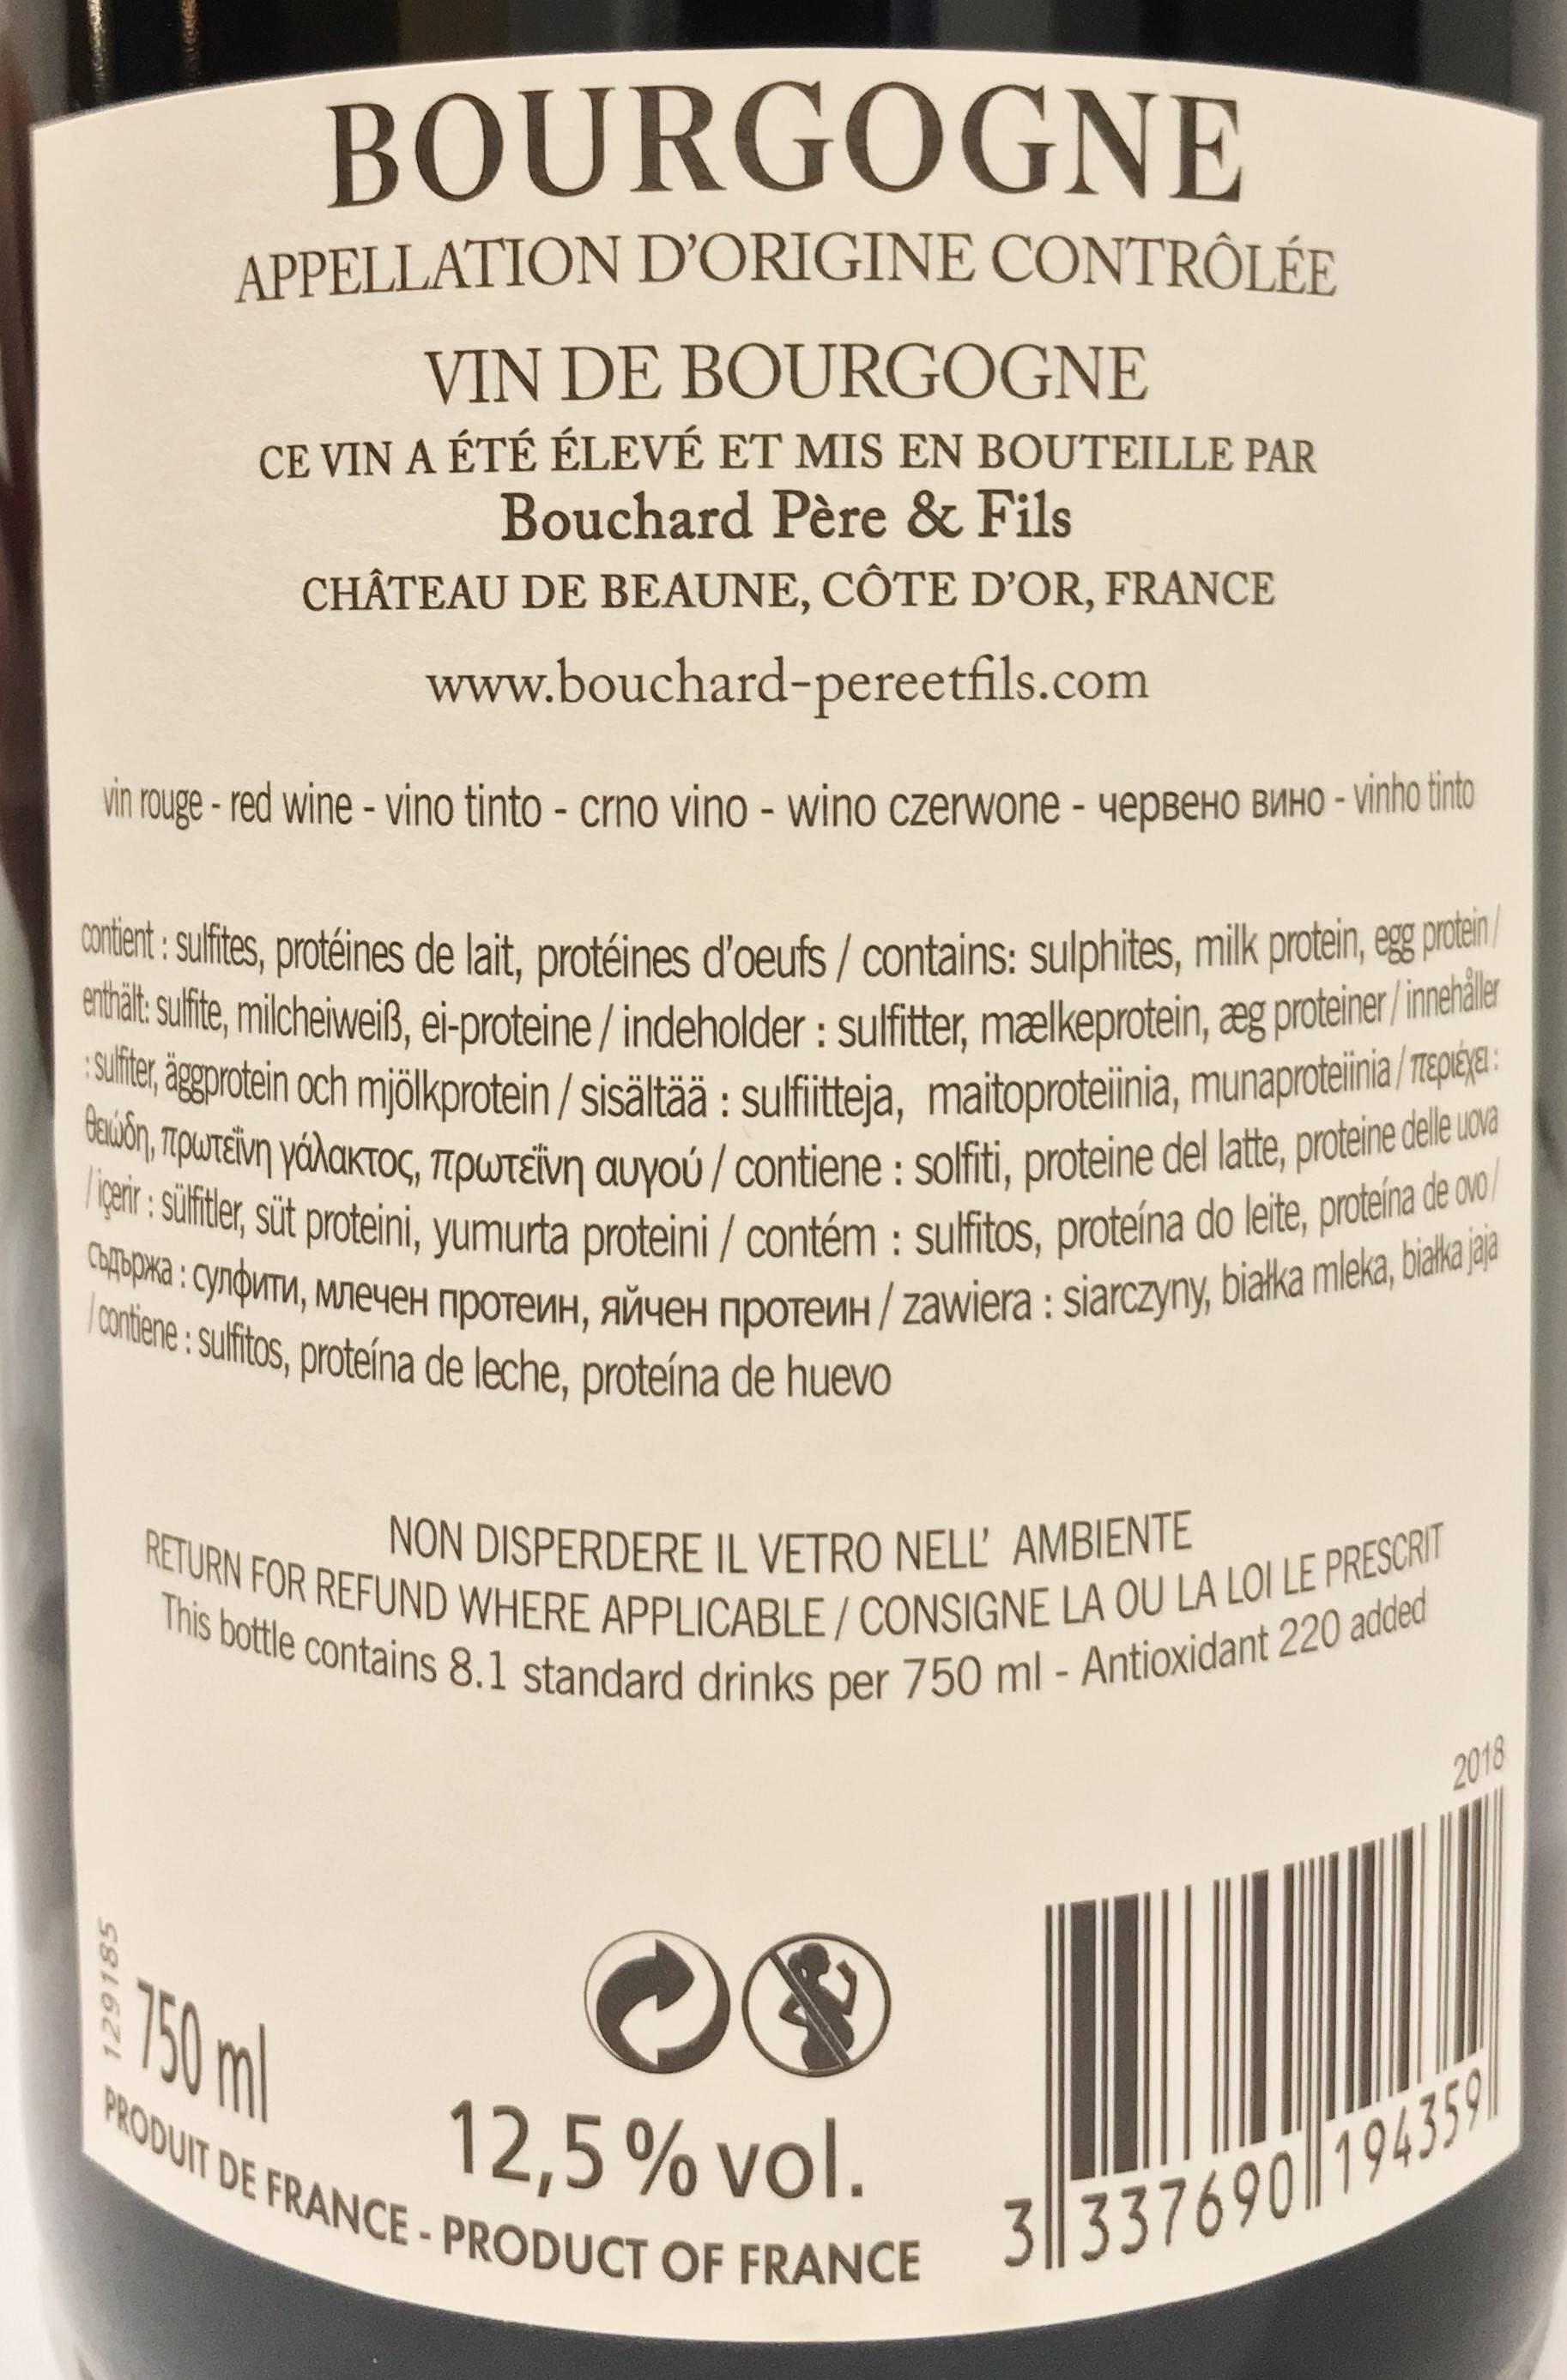 BOURGOGNE
APPELLATION D'ORIGINE CONTRÔLÉE
VIN DE BOURGOGNE
CE VIN A ÉTÉ ÉLEVÉ ET MIS EN BOUTEILLE PAR
Bouchard Père & Fils
CHÂTEAU DE BEAUNE, CÔTE D'OR, FRANCE
www.bouchard-pereetfils.com
vin rouge - red wine - vino tinto - crno vino - wino czerwone - червено вино - vinho tinto
contient : sulfites, protéines de lait, protéines d'oeufs / contains: sulphites, milk protein, egg protein /
enthält: sulfite, milcheiweiß, ei-proteine / indeholder : sulfitter, mælkeprotein, æg proteiner / innehåller
: sulfiter, äggprotein och mjölkprotein / sisältää : sulfiitteja, maitoproteiinia, munaproteiinia / περιέχει :
θειώδη, πρωτεΐνη γάλακτος, πρωτεΐνη αυγού / contiene : solfiti, proteine del latte, proteine delle uova
/ içerir : sülfitler, süt proteini, yumurta proteini / contém : sulfitos, proteína do leite, proteína de ovo /
съдържа : сулфити, млечен протеин, яйчен протеин / zawiera : siarczyny, białka mleka, białka jaja
/ contiene : sulfitos, proteína de leche, proteína de huevo
NON DISPERDERE IL VETRO NELL' AMBIENTE
RETURN FOR REFUND WHERE APPLICABLE / CONSIGNE LA OU LA LOI LE PRESCRIT
This bottle contains 8.1 standard drinks per 750 ml - Antioxidant 220 added
2018
129185
750 ml
12,5 % vol.
PRODUIT DE FRANCE - PRODUCT OF FRANCE
3 337690 194359